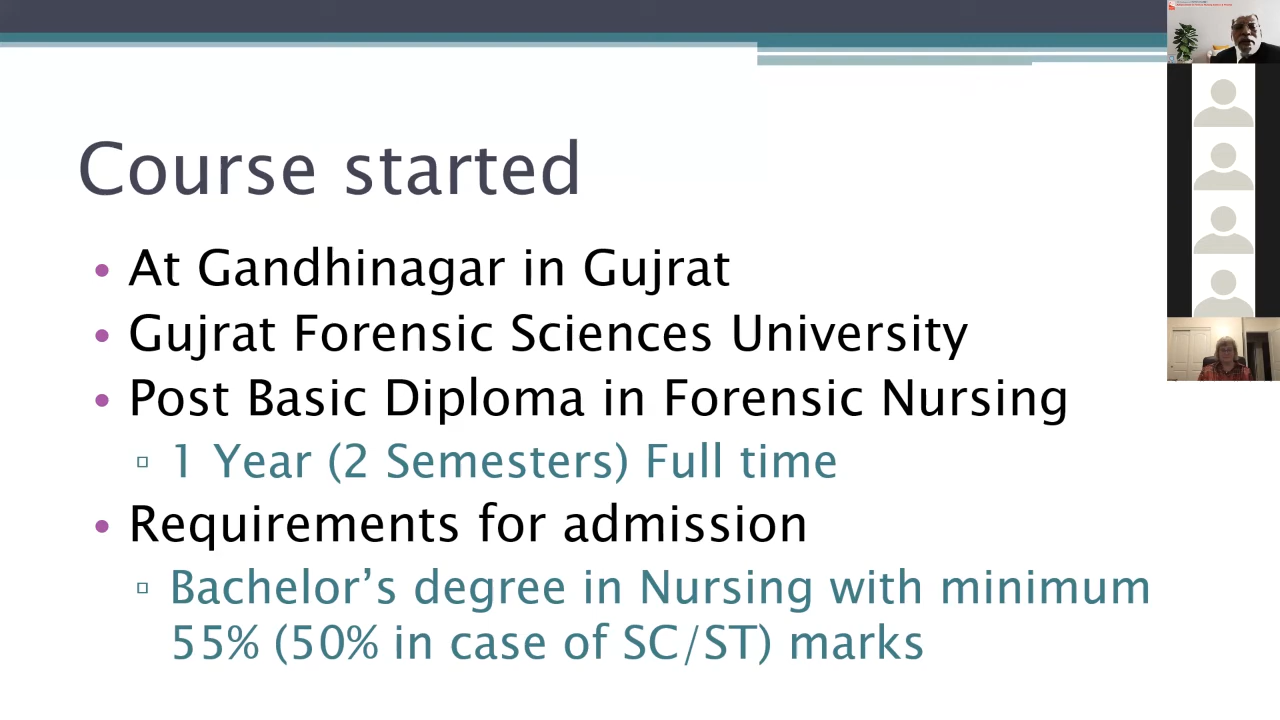 Course started
• At Gandhinagar in Gujrat
• Gujrat Forensic Sciences University
• Post Basic Diploma in Forensic Nursing
▫ 1 Year (2 Semesters) Full time
• Requirements for admission
▫ Bachelor’s degree in Nursing with minimum
55% (50% in case of SC/ST) marks